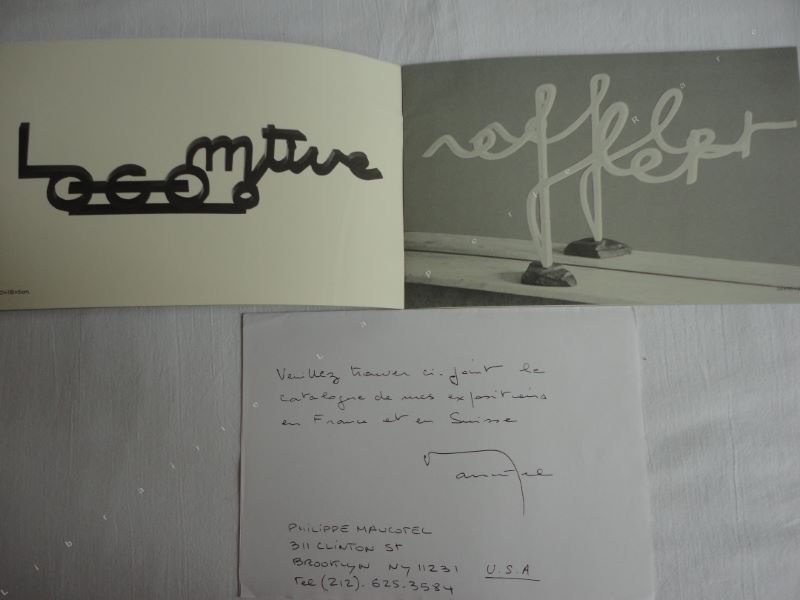 Locomotive
refflept
Veuillez trouver ci-joint le
catalogue de mes expositions
en France et en Suisse
PHILIPPE MAUCOTEL
311 CLINTON ST
BROOKLYN NY 11231 U.S.A
Tel (212). 625.3584